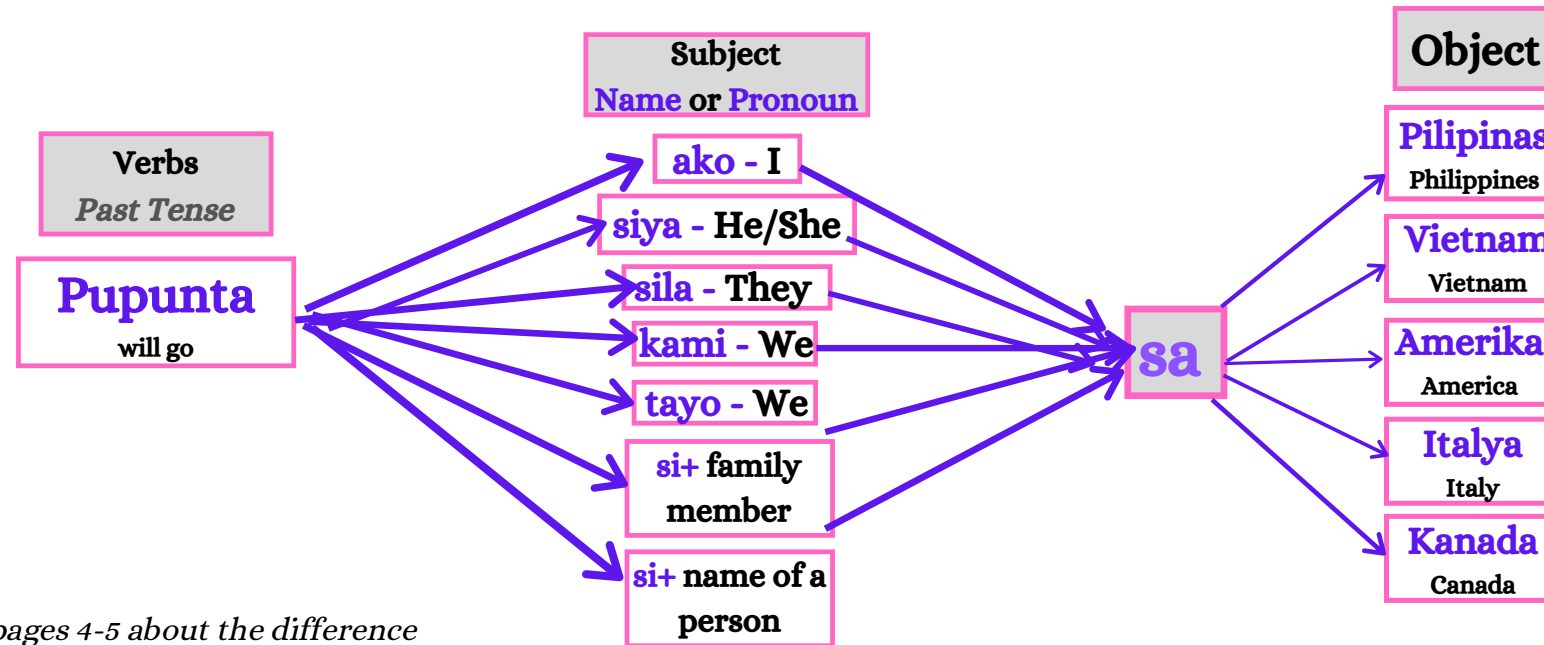 Verbs
Past Tense
Pupunta
will go
Subject
Name or Pronoun
ako - I
siya - He/She
sila - They
kami - We
tayo - We
si+ family
member
si+ name of a
person
sa
Object
Pilipinas
Philippines
Vietnam
Vietnam
Amerika
America
Italya
Italy
Kanada
Canada
pages 4-5 about the difference